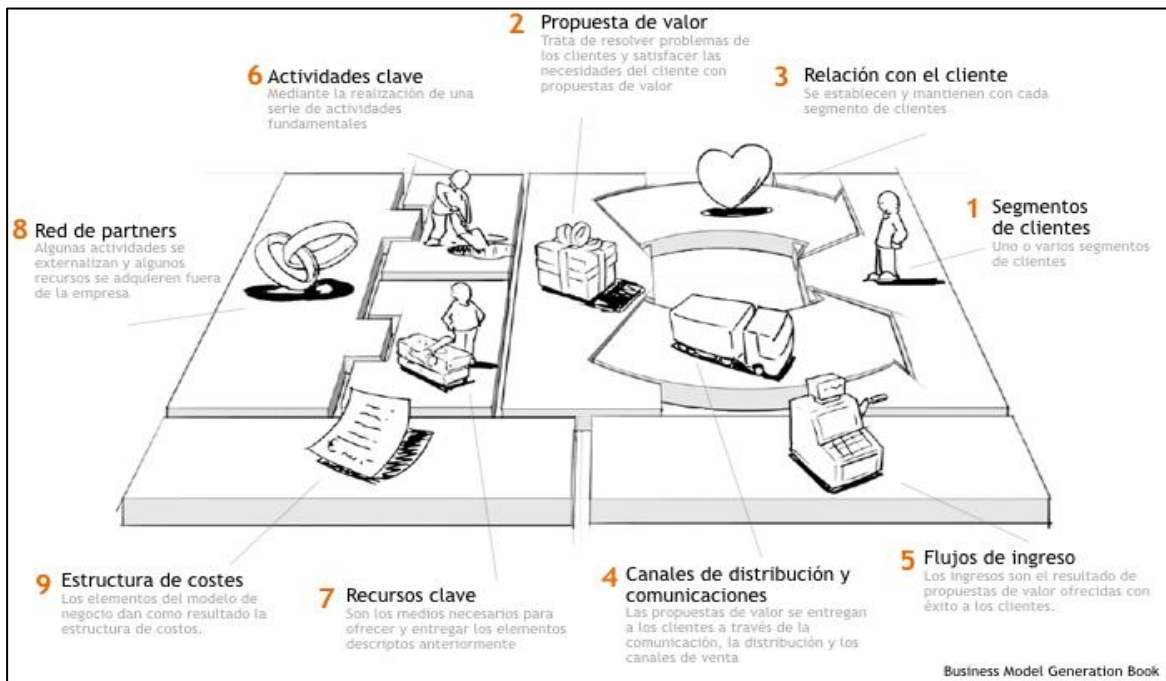 2 Propuesta de valor
Trata de resolver problemas de
los clientes y satisfacer las
necesidades del cliente con
propuestas de valor
6 Actividades clave
Mediante la realización de una
serie de actividades
fundamentales
3 Relación con el cliente
Se establecen y mantienen con cada
segmento de clientes
8 Red de partners
Algunas actividades se
externalizan y algunos
recursos se adquieren fuera
de la empresa
1 Segmentos
de clientes
Uno o varios segmentos
de clientes
9 Estructura de costes
Los elementos del modelo de
negocio dan como resultado la
estructura de costos.
7 Recursos clave
Son los medios necesarios para
ofrecer y entregar los elementos
descriptos anteriormente
4 Canales de distribución y
comunicaciones
Las propuestas de valor se entregan
a los clientes a través de la
comunicación, la distribución y los
canales de venta
5 Flujos de ingreso
Los ingresos son el resultado de
propuestas de valor ofrecidas con
éxito a los clientes.
Business Model Generation Book